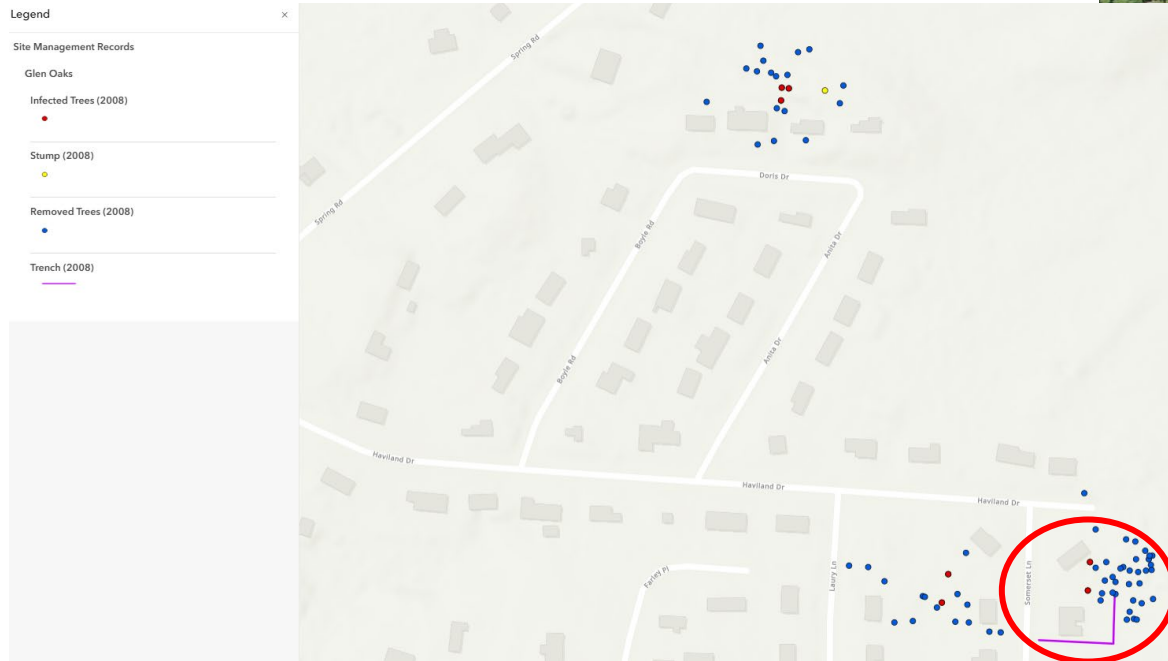 Legend
×
Site Management Records
Glen Oaks
Infected Trees (2008)
Stump (2008)
Removed Trees (2008)
Trench (2008)
Spring Rd
Spring Rd
Doris Dr
Boyle Rd
Anita Dr
Boyle Rd
Anita Dr
Haviland Dr
Haviland Dr
Haviland Dr
Farley Pl
Laury Ln
Somerset Ln